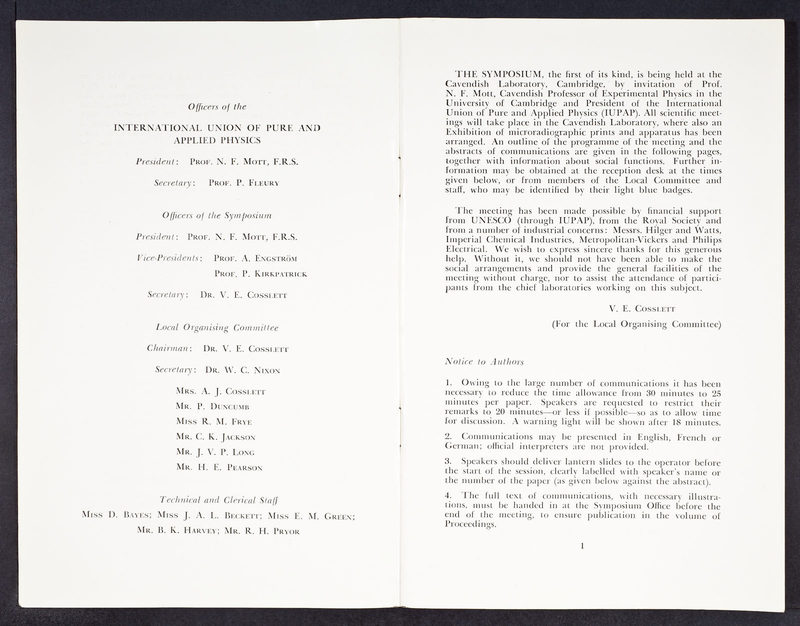 Officers of the
INTERNATIONAL UNION OF PURE AND
APPLIED PHYSICS
President: PROF. N. F. MOTT, F.R.S.
Secretary: PROF. P. FLEURY
Officers of the Symposium
President: PROF. N. F. MOTT, F.R.S.
Vice-Presidents: PROF. A. ENGSTRÖM
PROF. P. KIRKPATRICK
Secretary: DR. V. E. COSSLETT
Local Organising Committee
Chairman: DR. V. E. COSSLETT
Secretary: DR. W. C. NIXON
MRS. A. J. COSSLETT
MR. P. DUNCUMB
MISS R. M. FRYE
MR. C. K. JACKSON
MR. J. V. P. LONG
MR. H. E. PEARSON
Technical and Clerical Staff
MISS D. BAYES; MISS J. A. L. BECKETT; MISS E. M. GREEN;
MR. B. K. HARVEY; MR. R. H. PRYOR
THE SYMPOSIUM, the first of its kind, is being held at the
Cavendish Laboratory, Cambridge, by invitation of Prof.
N. F. Mott, Cavendish Professor of Experimental Physics in the
University of Cambridge and President of the International
Union of Pure and Applied Physics (IUPAP). All scientific meet-
ings will take place in the Cavendish Laboratory, where also an
Exhibition of microradiographic prints and apparatus has been
arranged. An outline of the programme of the meeting and the
abstracts of communications are given in the following pages,
together with information about social functions. Further in-
formation may be obtained at the reception desk at the times
given below, or from members of the Local Committee and
staff, who may be identified by their light blue badges.
The meeting has been made possible by financial support
from UNESCO (through IUPAP), from the Royal Society and
from a number of industrial concerns: Messrs. Hilger and Watts,
Imperial Chemical Industries, Metropolitan-Vickers and Philips
Electrical. We wish to express sincere thanks for this generous
help. Without it, we should not have been able to make the
social arrangements and provide the general facilities of the
meeting without charge, nor to assist the attendance of partici-
pants from the chief laboratories working on this subject.
V. E. COSSLETT
(For the Local Organising Committee)
Notice to Authors
1. Owing to the large number of communications it has been
necessary to reduce the time allowance from 30 minutes to 25
minutes per paper. Speakers are requested to restrict their
remarks to 20 minutes—or less if possible—so as to allow time
for discussion. A warning light will be shown after 18 minutes.
2. Communications may be presented in English, French or
German; official interpreters are not provided.
3. Speakers should deliver lantern slides to the operator before
the start of the session, clearly labelled with speaker's name or
the number of the paper (as given below against the abstract).
4. The full text of communications, with necessary illustra-
tions, must be handed in at the Symposium Office before the
end of the meeting, to ensure publication in the volume of
Proceedings.
1